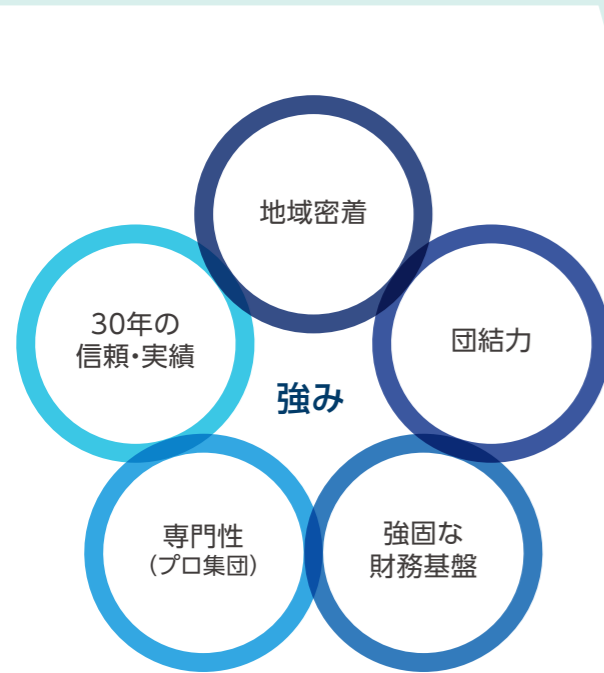 地域密着
30年の
信頼・実績
団結力
強み
専門性
(プロ集団)
強固な
財務基盤